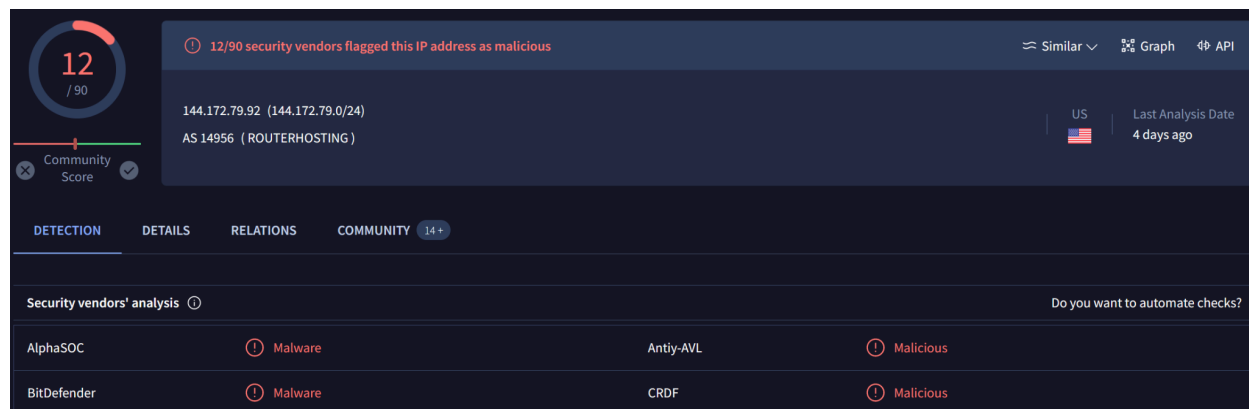 12
/ 90
Community
Score
12/90 security vendors flagged this IP address as malicious
Similar
Graph
API
144.172.79.92 (144.172.79.0/24)
AS 14956 ( ROUTERHOSTING )
US
Last Analysis Date
4 days ago
DETECTION DETAILS RELATIONS COMMUNITY 14+
Security vendors' analysis Do you want to automate checks?
AlphaSOC Malware Antiy-AVL Malicious
BitDefender Malware CRDF Malicious